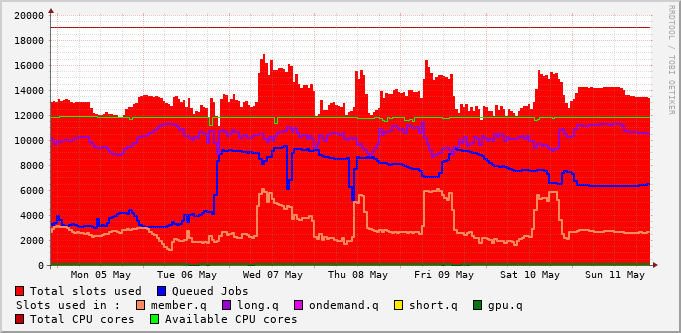 20000
18000
16000
14000
12000
10000
8000
6000
4000
2000
0
Mon 05 May Tue 06 May Wed 07 May Thu 08 May Fri 09 May Sat 10 May Sun 11 May
Total slots used Queued Jobs
Slots used in : member.q long.q ondemand.q short.q gpu.q
Total CPU cores Available CPU cores
RRDTOOL / TOBI OETIKER